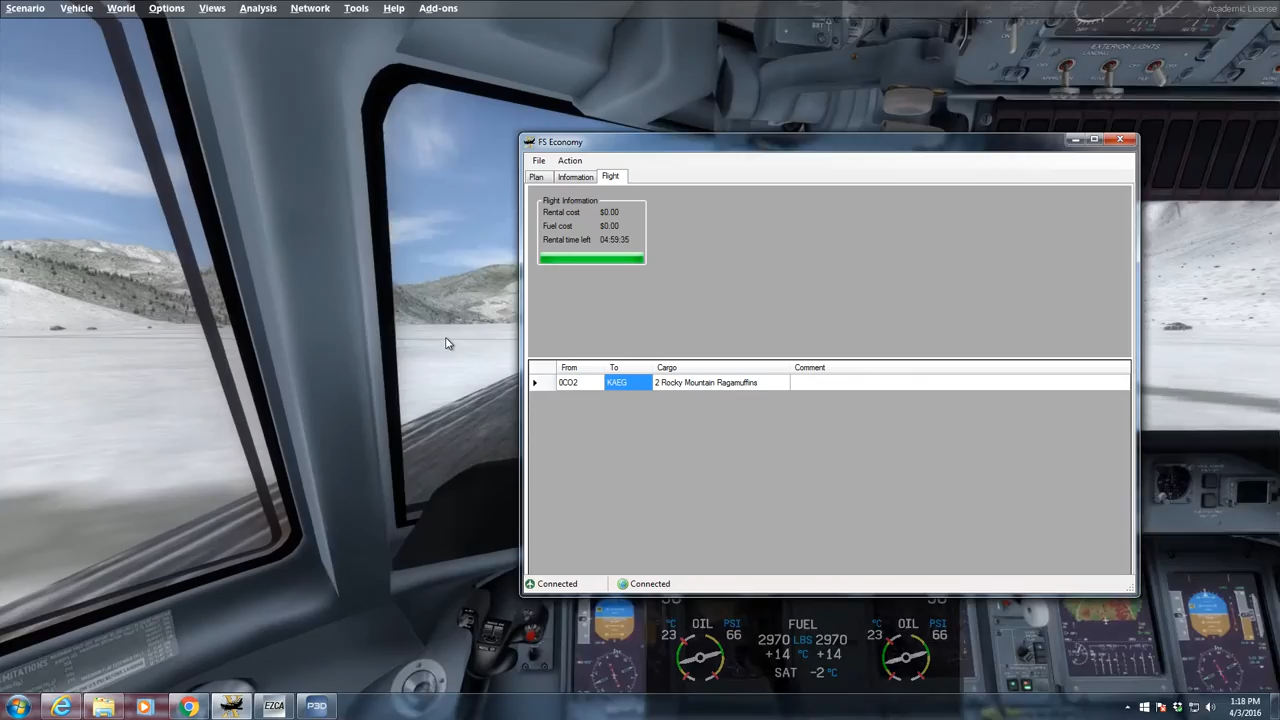 Scenario Vehicle World Options Views Analysis Network Tools Help Add-ons
Academic License
EXTERIOR LIGHTS
FS Economy
File Action
Plan Information Flight
Flight Information
Rental cost $0.00
Fuel cost $0.00
Rental time left 04:59:35
From To Cargo Comment
0CO2 KAEG 2 Rocky Mountain Ragamuffins
Connected Connected
°C OIL PSI FUEL °C OIL PSI
23 66 2970 LBS 2970 23 66
+14 °C +14
SAT -2 °C
EZCA P3D
1:18 PM
4/3/2016